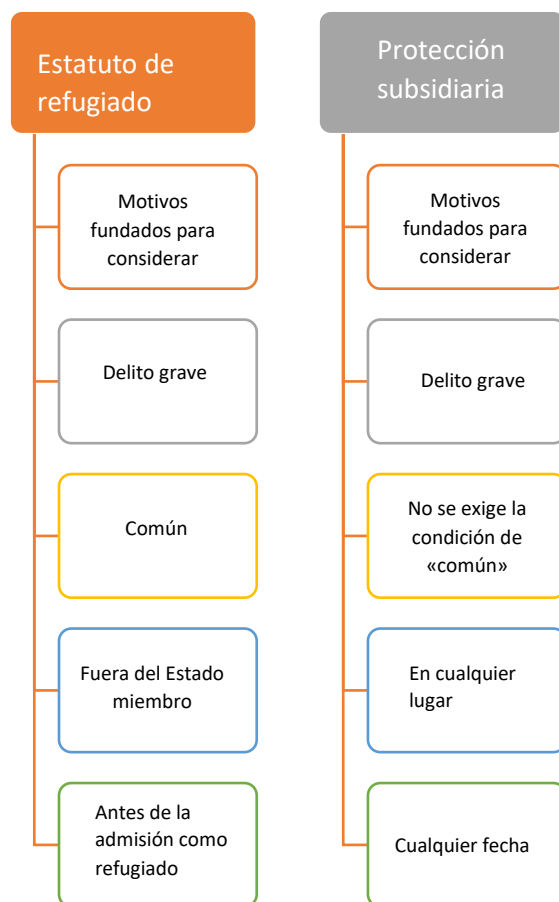 Estatuto de
refugiado
Motivos
fundados para
considerar
Delito grave
Común
Fuera del Estado
miembro
Antes de la
admisión como
refugiado
Protección
subsidiaria
Motivos
fundados para
considerar
Delito grave
No se exige la
condición de
«común»
En cualquier
lugar
Cualquier fecha